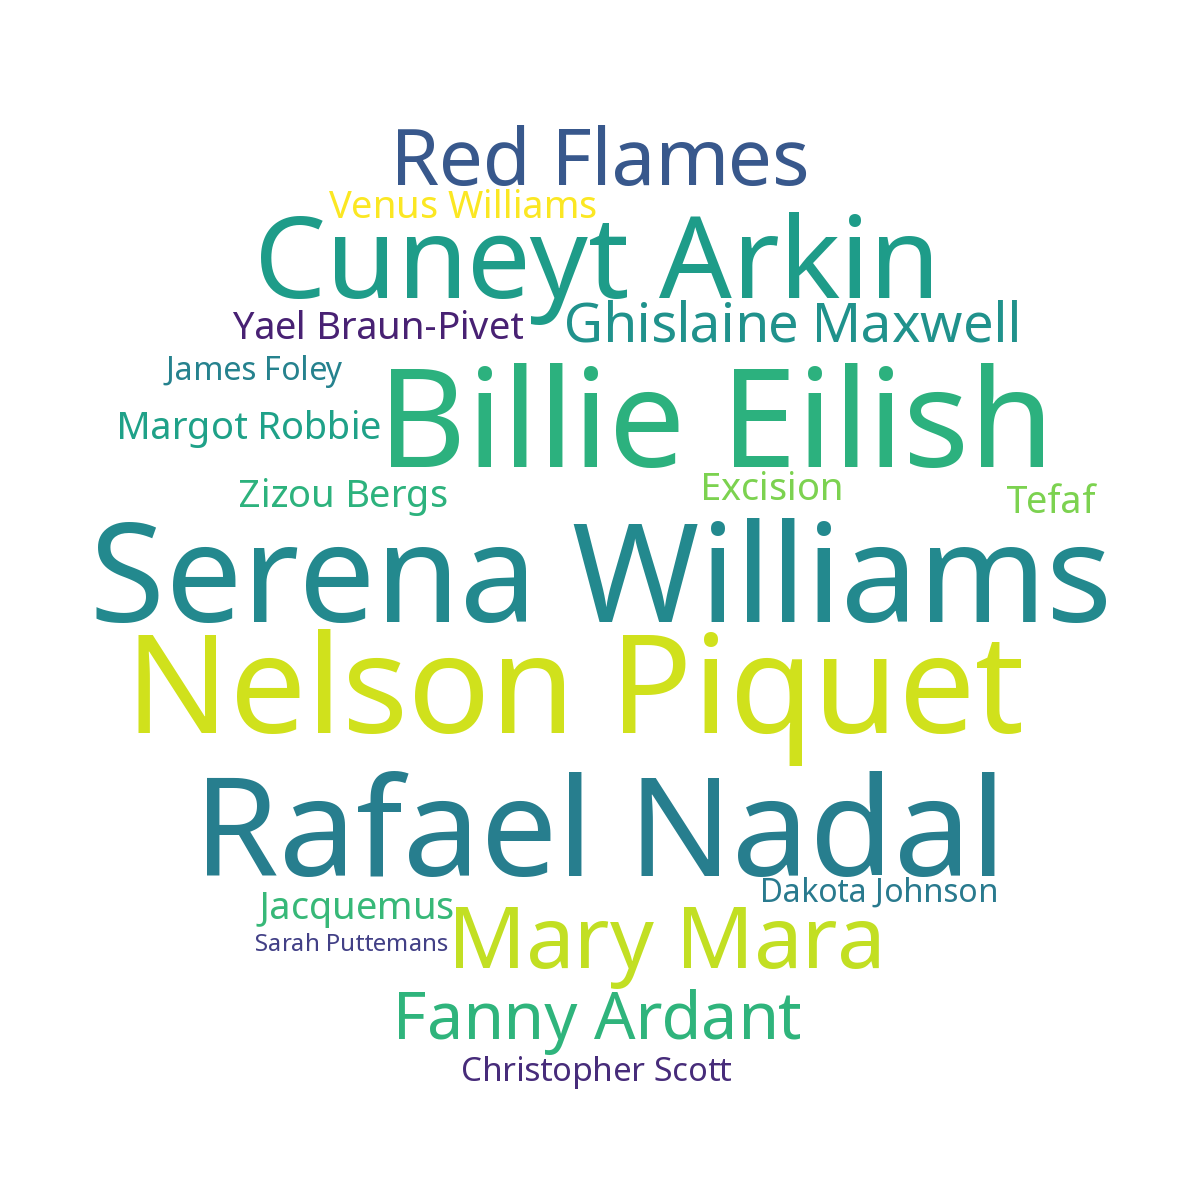 Red Flames
Venus Williams
Cuneyt Arkin
Yael Braun-Pivet
Ghislaine Maxwell
James Foley
Billie Eilish
Margot Robbie
Zizou Bergs
Excision
Tefaf
Serena Williams
Nelson Piquet
Rafael Nadal
Dakota Johnson
Jacquemus
Mary Mara
Sarah Puttemans
Fanny Ardant
Christopher Scott